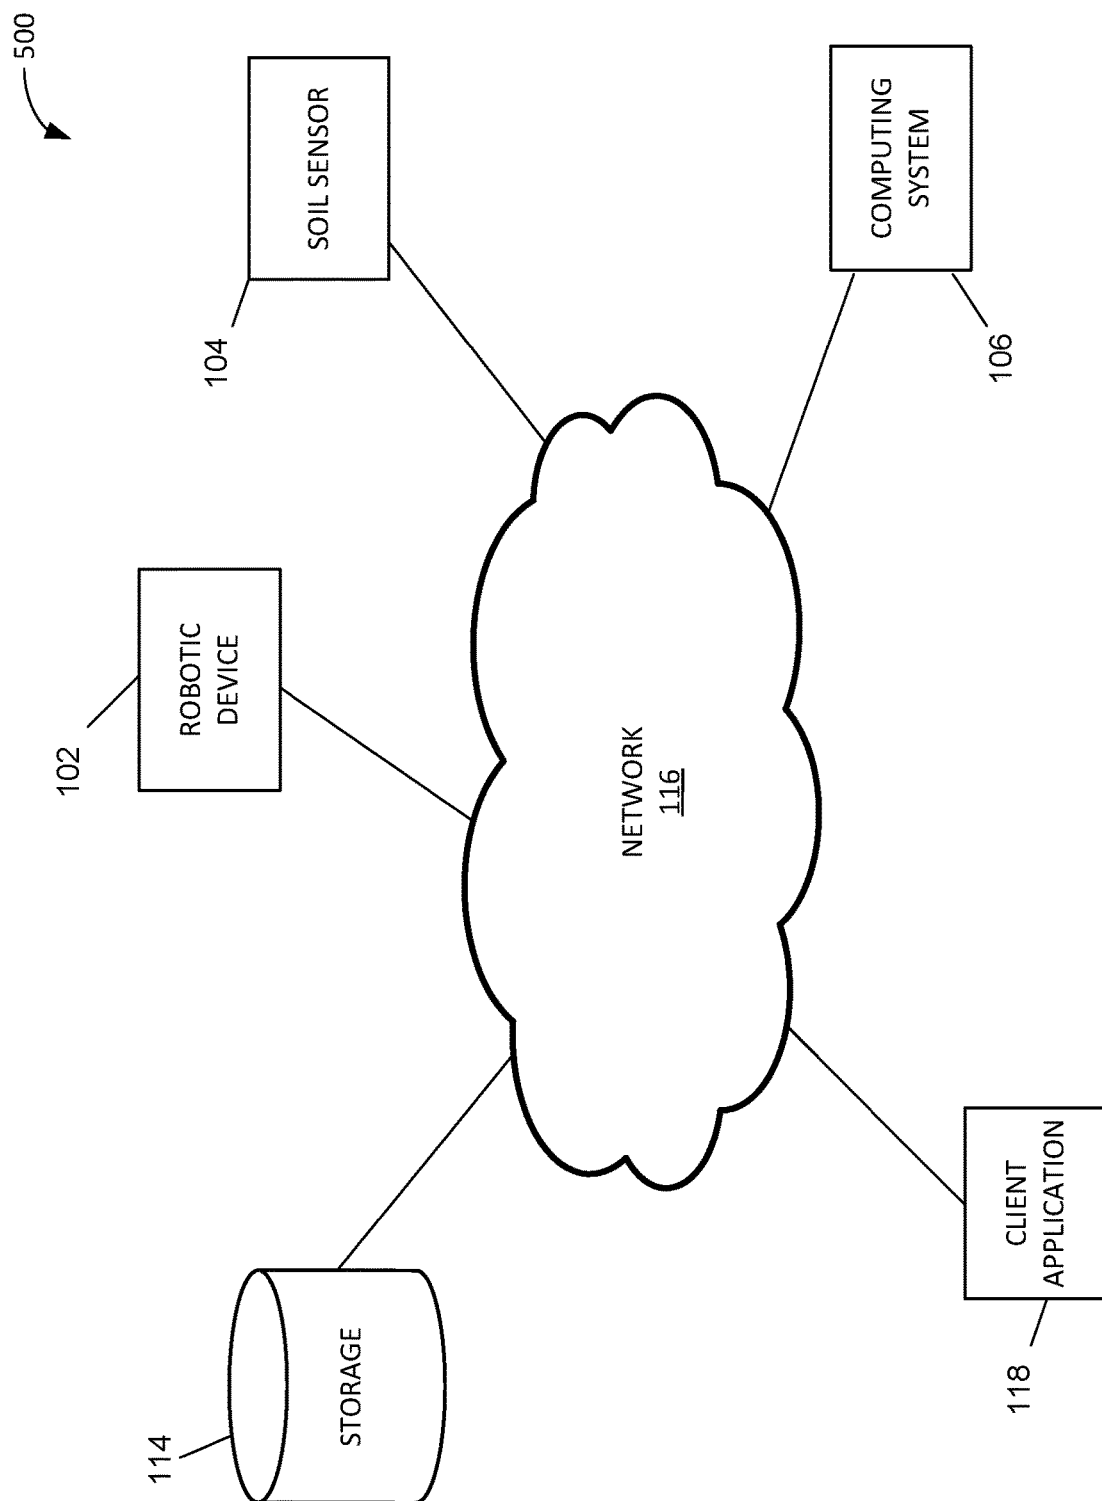 500
102
ROBOTIC
DEVICE
114
STORAGE
104
SOIL SENSOR
NETWORK
116
COMPUTING
SYSTEM
106
118
CLIENT
APPLICATION